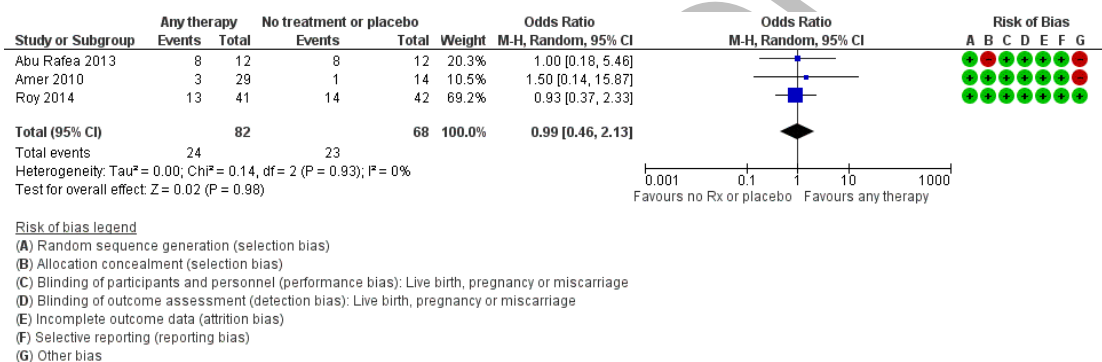 Any therapy No treatment or placebo Odds Ratio Odds Ratio Risk of Bias
Study or Subgroup Events Total Events Total Weight M-H, Random, 95% CI M-H, Random, 95% CI A B C D E F G
Abu Rafea 2013 8 12 8 12 20.3% 1.00 [0.18, 5.46] + - + + + + -
Amer 2010 3 29 1 14 10.5% 1.50 [0.14, 15.87] + + + + + + -
Roy 2014 13 41 14 42 69.2% 0.93 [0.37, 2.33] + + + + + + +
Total (95% CI) 82 68 100.0% 0.99 [0.46, 2.13]
Total events 24 23
Heterogeneity: Tau² = 0.00; Chi² = 0.14, df = 2 (P = 0.93); I² = 0%
Test for overall effect: Z = 0.02 (P = 0.98)
0.001 0.1 1 10 1000
Favours no Rx or placebo Favours any therapy
Risk of bias legend
(A) Random sequence generation (selection bias)
(B) Allocation concealment (selection bias)
(C) Blinding of participants and personnel (performance bias): Live birth, pregnancy or miscarriage
(D) Blinding of outcome assessment (detection bias): Live birth, pregnancy or miscarriage
(E) Incomplete outcome data (attrition bias)
(F) Selective reporting (reporting bias)
(G) Other bias